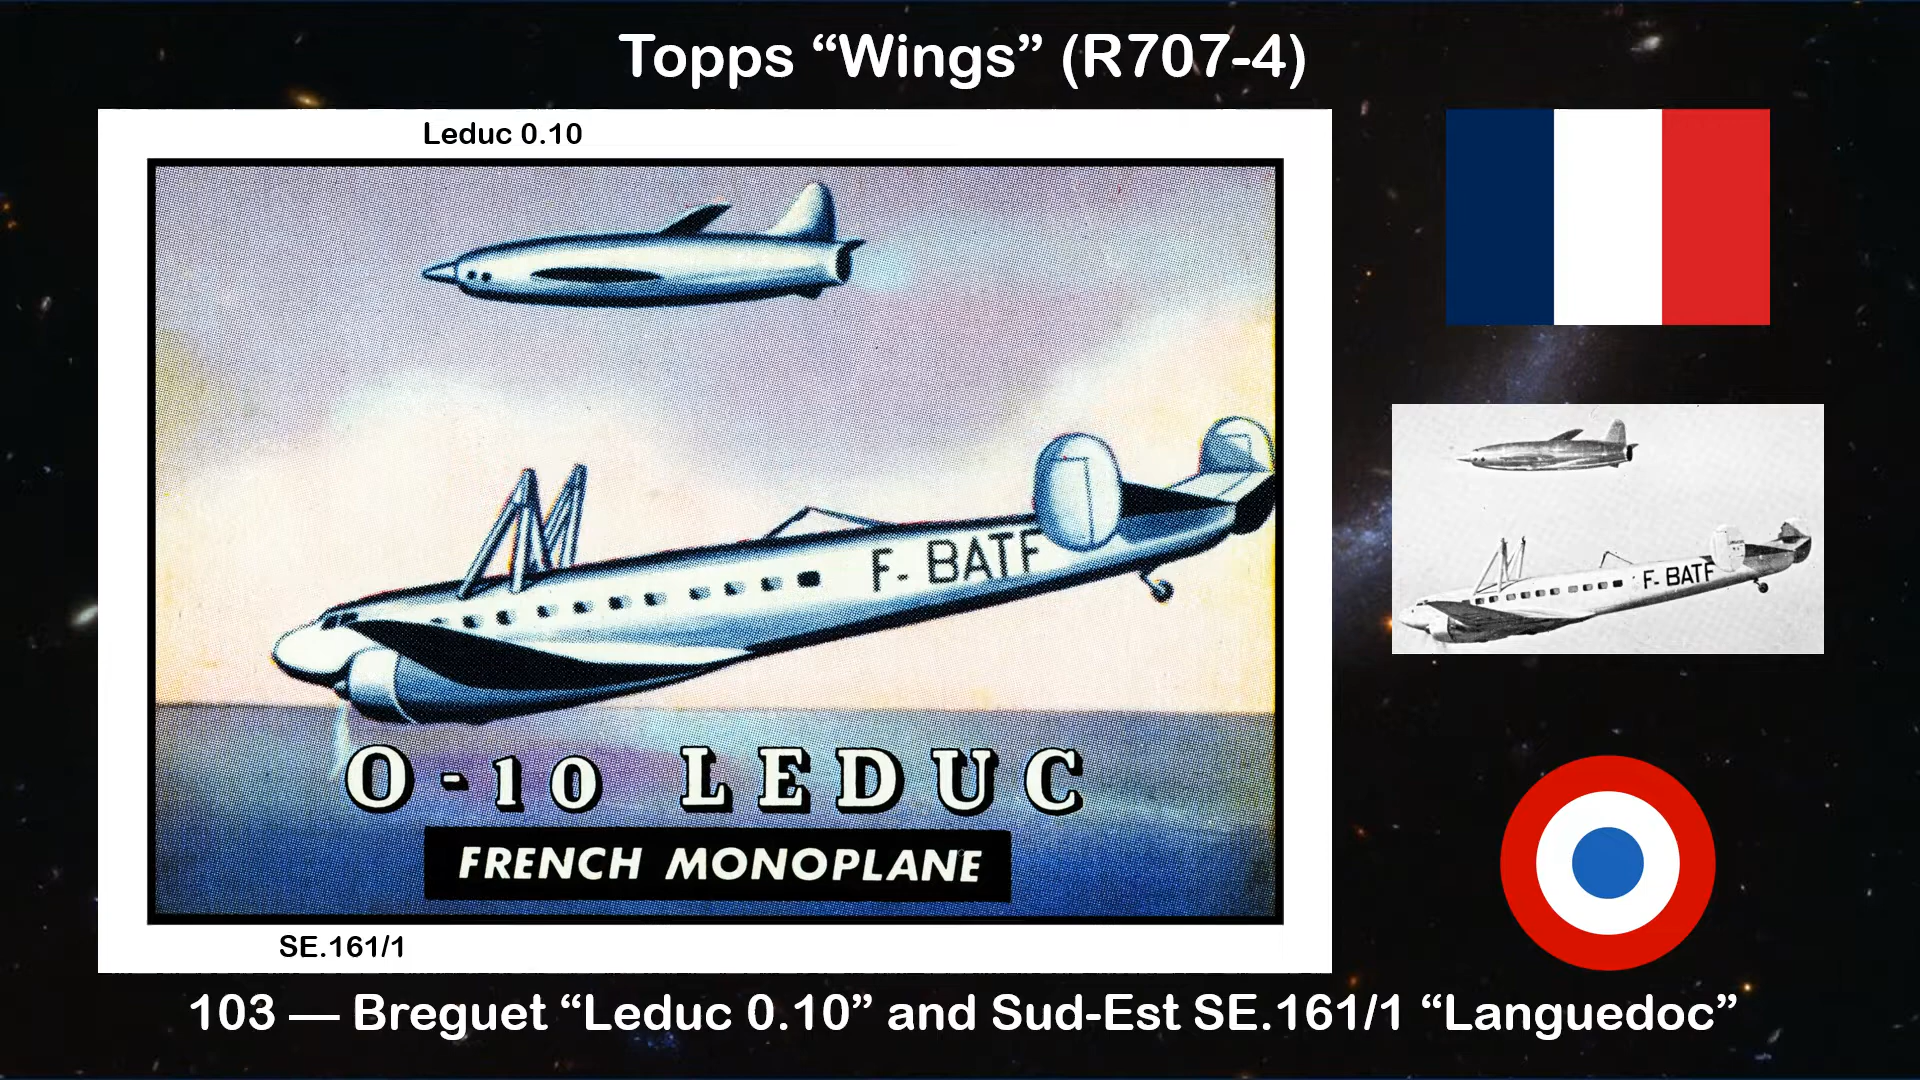 Topps “Wings” (R707-4)
Leduc 0.10
F- BATF
O-10 LEDUC
FRENCH MONOPLANE
F- BATF
SE.161/1
103 — Breguet “Leduc 0.10” and Sud-Est SE.161/1 “Languedoc”